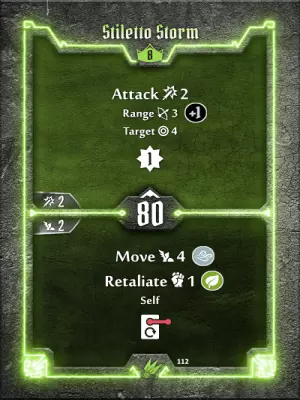 Stiletto Storm
8
Attack 2
Range 3 +1
Target 4
1
2
80
2
Move 4
Retaliate 1
Self
112